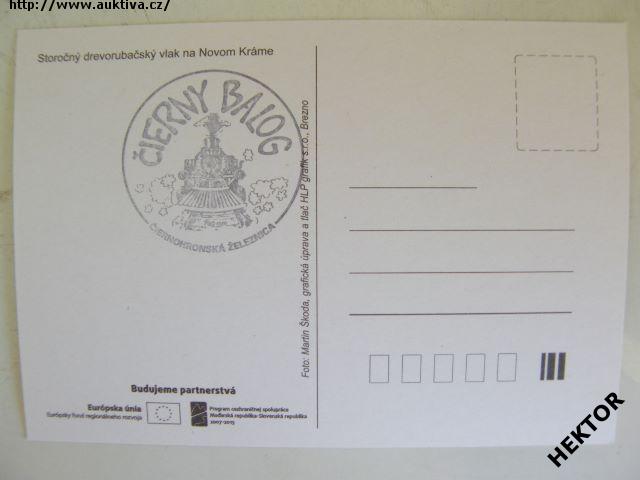 http://www.auktiva.cz/
Storočný drevorubačský vlak na Novom Kráme
ČIERNY BALOG
ČIERNOHRONSKÁ ŽELEZNICA
Foto: Martin Škoda, grafická úprava a tlač HLP grafik s.r.o., Brezno
Budujeme partnerstvá
Európska únia
Európsky fond regionálneho rozvoja
Program cezhraničnej spolupráce
Maďarská republika-Slovenská republika
2007-2013
HEKTOR